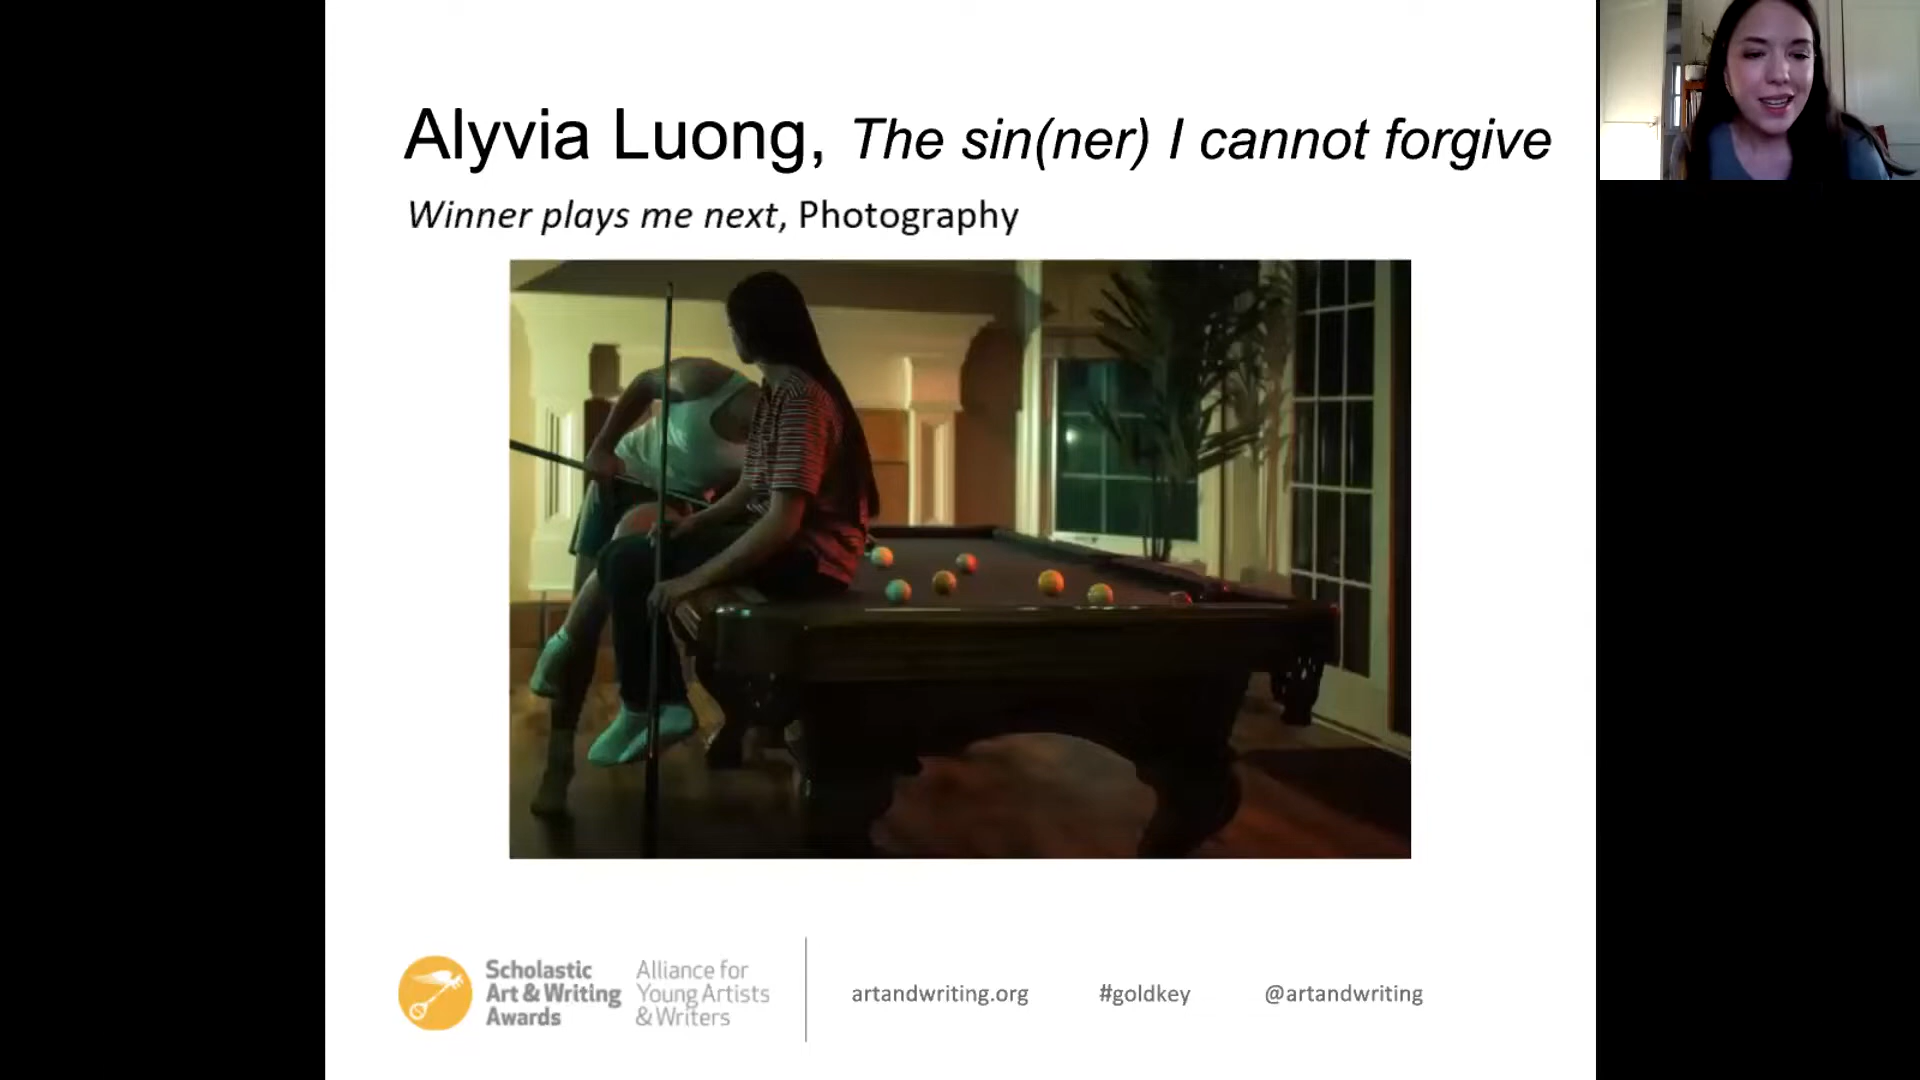 Alyvia Luong, The sin(ner) I cannot forgive
Winner plays me next, Photography
Scholastic
Art & Writing
Awards
Alliance for
Young Artists
& Writers
artandwriting.org
#goldkey
@artandwriting